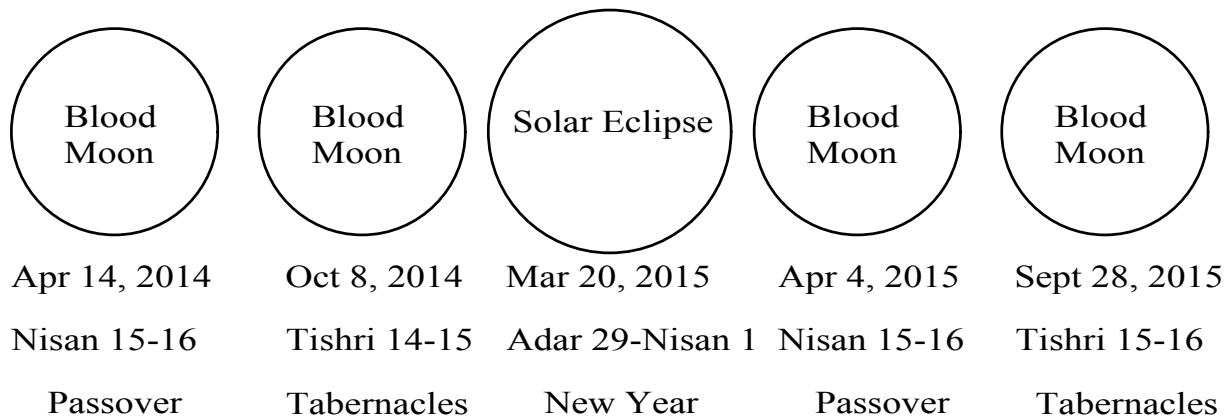 Blood
Moon
Blood
Moon
Solar Eclipse
Blood
Moon
Blood
Moon
Apr 14, 2014 Oct 8, 2014 Mar 20, 2015 Apr 4, 2015 Sept 28, 2015
Nisan 15-16 Tishri 14-15 Adar 29-Nisan 1 Nisan 15-16 Tishri 15-16
Passover Tabernacles New Year Passover Tabernacles